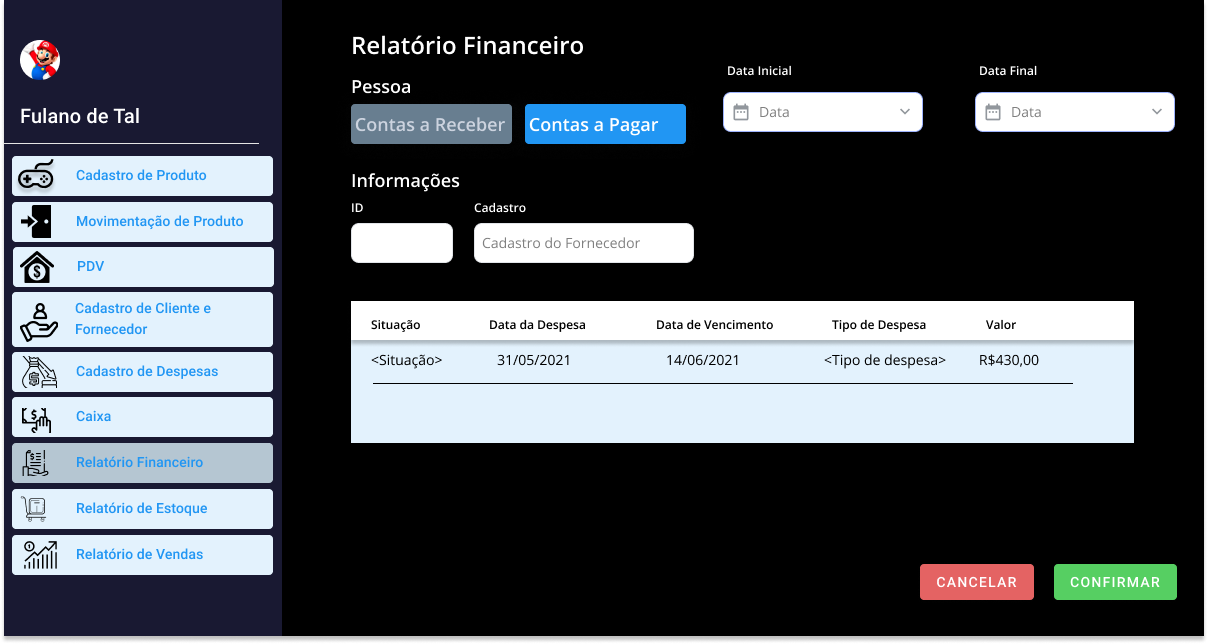 Fulano de Tal
Cadastro de Produto
Movimentação de Produto
PDV
Cadastro de Cliente e
Fornecedor
Cadastro de Despesas
Caixa
Relatório Financeiro
Relatório de Estoque
Relatório de Vendas
Relatório Financeiro
Pessoa
Contas a Receber
Contas a Pagar
Data Inicial
Data
Data Final
Data
Informações
ID
Cadastro
Cadastro do Fornecedor
Situação Data da Despesa Data de Vencimento Tipo de Despesa Valor
<Situação> 31/05/2021 14/06/2021 <Tipo de despesa> R$430,00
CANCELAR
CONFIRMAR